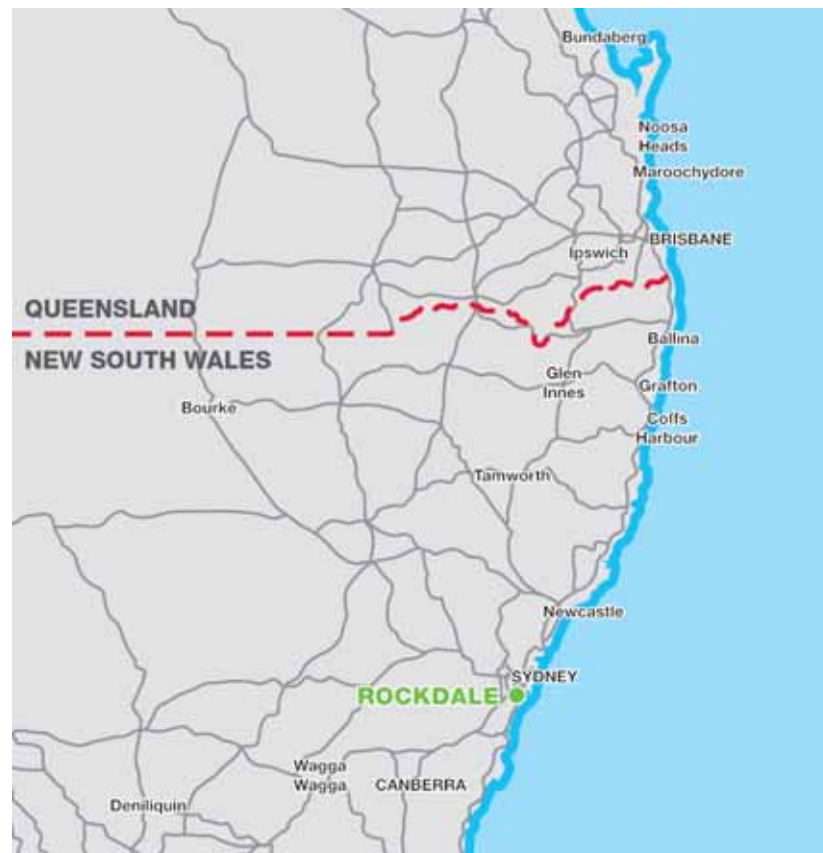 Bundaberg
Noosa
Heads
Maroochydore
BRISBANE
Ipswich
QUEENSLAND
NEW SOUTH WALES
Ballina
Glen
Innes
Grafton
Bourke
Coffs
Harbour
Tamworth
Newcastle
SYDNEY
ROCKDALE
Wagga
Wagga
CANBERRA
Deniliquin